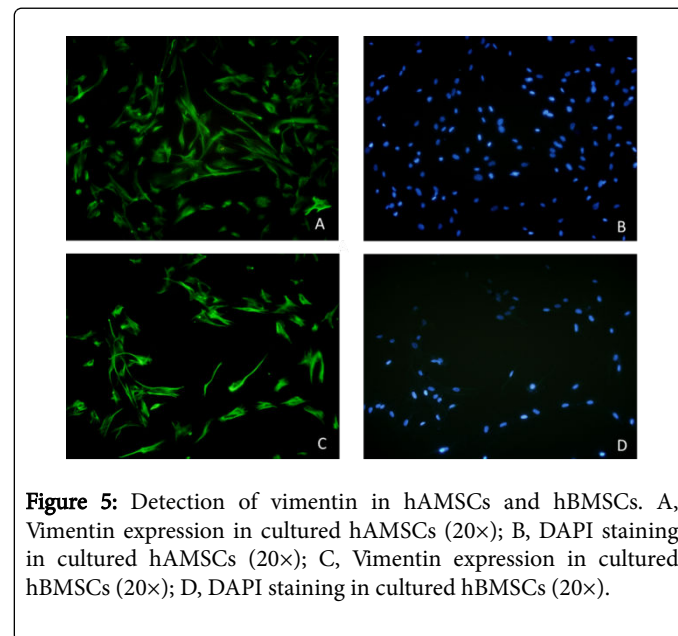 A
B
C
D
Figure 5: Detection of vimentin in hAMSCs and hBMSCs. A,
Vimentin expression in cultured hAMSCs (20×); B, DAPI staining
in cultured hAMSCs (20×); C, Vimentin expression in cultured
hBMSCs (20×); D, DAPI staining in cultured hBMSCs (20×).